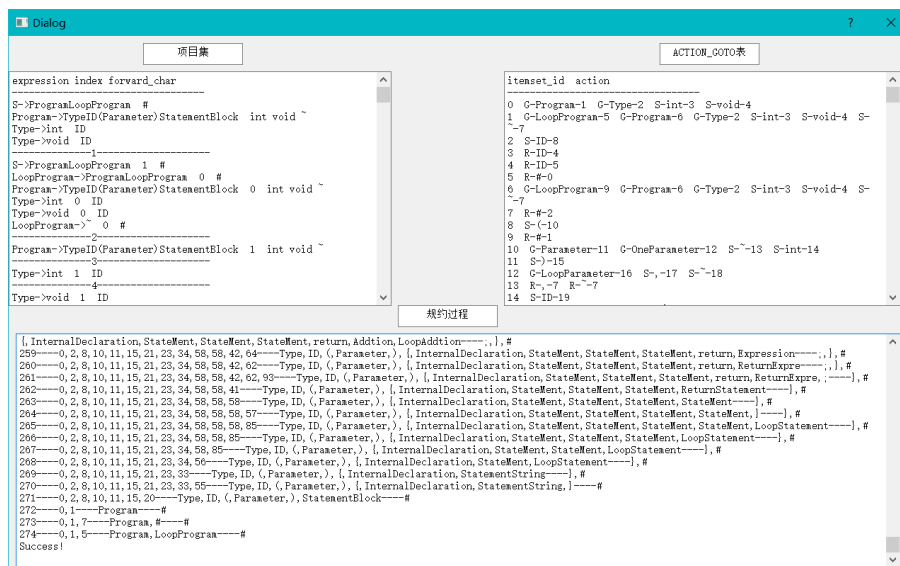 Dialog
项目集
ACTION_GOTO表
expression index forvard_char
----------------------------------
S->ProgramLoopProgram  #
Program->TypeID(Parameter)StatementBlock  int void ~
Type->int  ID
Type->void  ID
--------------1--------------------
S->ProgramLoopProgram  1  #
LoopProgram->ProgramLoopProgram  0  #
Program->TypeID(Parameter)StatementBlock  0  int void ~
Type->int  0  ID
Type->void  0  ID
LoopProgram->~  0  #
--------------2--------------------
Program->TypeID(Parameter)StatementBlock  1  int void ~
--------------3--------------------
Type->int  1  ID
--------------4--------------------
Type->void  1  ID
itemset_id  action
----------------------------------
0  G-Program-1  G-Type-2  S-int-3  S-void-4
1  G-LoopProgram-5  G-Program-6  G-Type-2  S-int-3  S-void-4  S-
~-7
2  S-ID-8
3  R-ID-4
4  R-ID-5
5  R-#-0
6  G-LoopProgram-9  G-Program-6  G-Type-2  S-int-3  S-void-4  S-
~-7
7  R-#-2
8  S-(-10
9  R-#-1
10  G-Parameter-11  G-OneParameter-12  S-~-13  S-int-14
11  S-)-15
12  G-LoopParameter-16  S-,-17  S-~-18
13  R-,-7  R-~-7
14  S-ID-19
规约过程
{,InternalDeclaration,StateMent,StateMent,StateMent,return,Addtion,LoopAddtion----;,},#
259----0,2,8,10,11,15,21,23,34,58,58,42,64----Type,ID,(,Parameter,),{,InternalDeclaration,StateMent,StateMent,StateMent,return,Expression----;,},#
260----0,2,8,10,11,15,21,23,34,58,58,42,62----Type,ID,(,Parameter,),{,InternalDeclaration,StateMent,StateMent,StateMent,return,ReturnExpre----;,},#
261----0,2,8,10,11,15,21,23,34,58,58,42,62,93----Type,ID,(,Parameter,),{,InternalDeclaration,StateMent,StateMent,StateMent,return,ReturnExpre,;----},#
262----0,2,8,10,11,15,21,23,34,58,58,41----Type,ID,(,Parameter,),{,InternalDeclaration,StateMent,StateMent,StateMent,ReturnStatement----},#
263----0,2,8,10,11,15,21,23,34,58,58,58----Type,ID,(,Parameter,),{,InternalDeclaration,StateMent,StateMent,StateMent,StateMent----},#
264----0,2,8,10,11,15,21,23,34,58,58,58,57----Type,ID,(,Parameter,),{,InternalDeclaration,StateMent,StateMent,StateMent,StateMent,}----},#
265----0,2,8,10,11,15,21,23,34,58,58,58,85----Type,ID,(,Parameter,),{,InternalDeclaration,StateMent,StateMent,StateMent,StateMent,LoopStatement----},#
266----0,2,8,10,11,15,21,23,34,58,58,85----Type,ID,(,Parameter,),{,InternalDeclaration,StateMent,StateMent,StateMent,LoopStatement----},#
267----0,2,8,10,11,15,21,23,34,58,85----Type,ID,(,Parameter,),{,InternalDeclaration,StateMent,StateMent,LoopStatement----},#
268----0,2,8,10,11,15,21,23,34,56----Type,ID,(,Parameter,),{,InternalDeclaration,StateMent,LoopStatement----},#
269----0,2,8,10,11,15,21,23,33----Type,ID,(,Parameter,),{,InternalDeclaration,StatementString----},#
270----0,2,8,10,11,15,21,23,33,55----Type,ID,(,Parameter,),{,InternalDeclaration,StatementString,}----#
271----0,2,8,10,11,15,20----Type,ID,(,Parameter,),StatementBlock----#
272----0,1----Program----#
273----0,1,7----Program,#----#
274----0,1,5----Program,LoopProgram----#
Success!